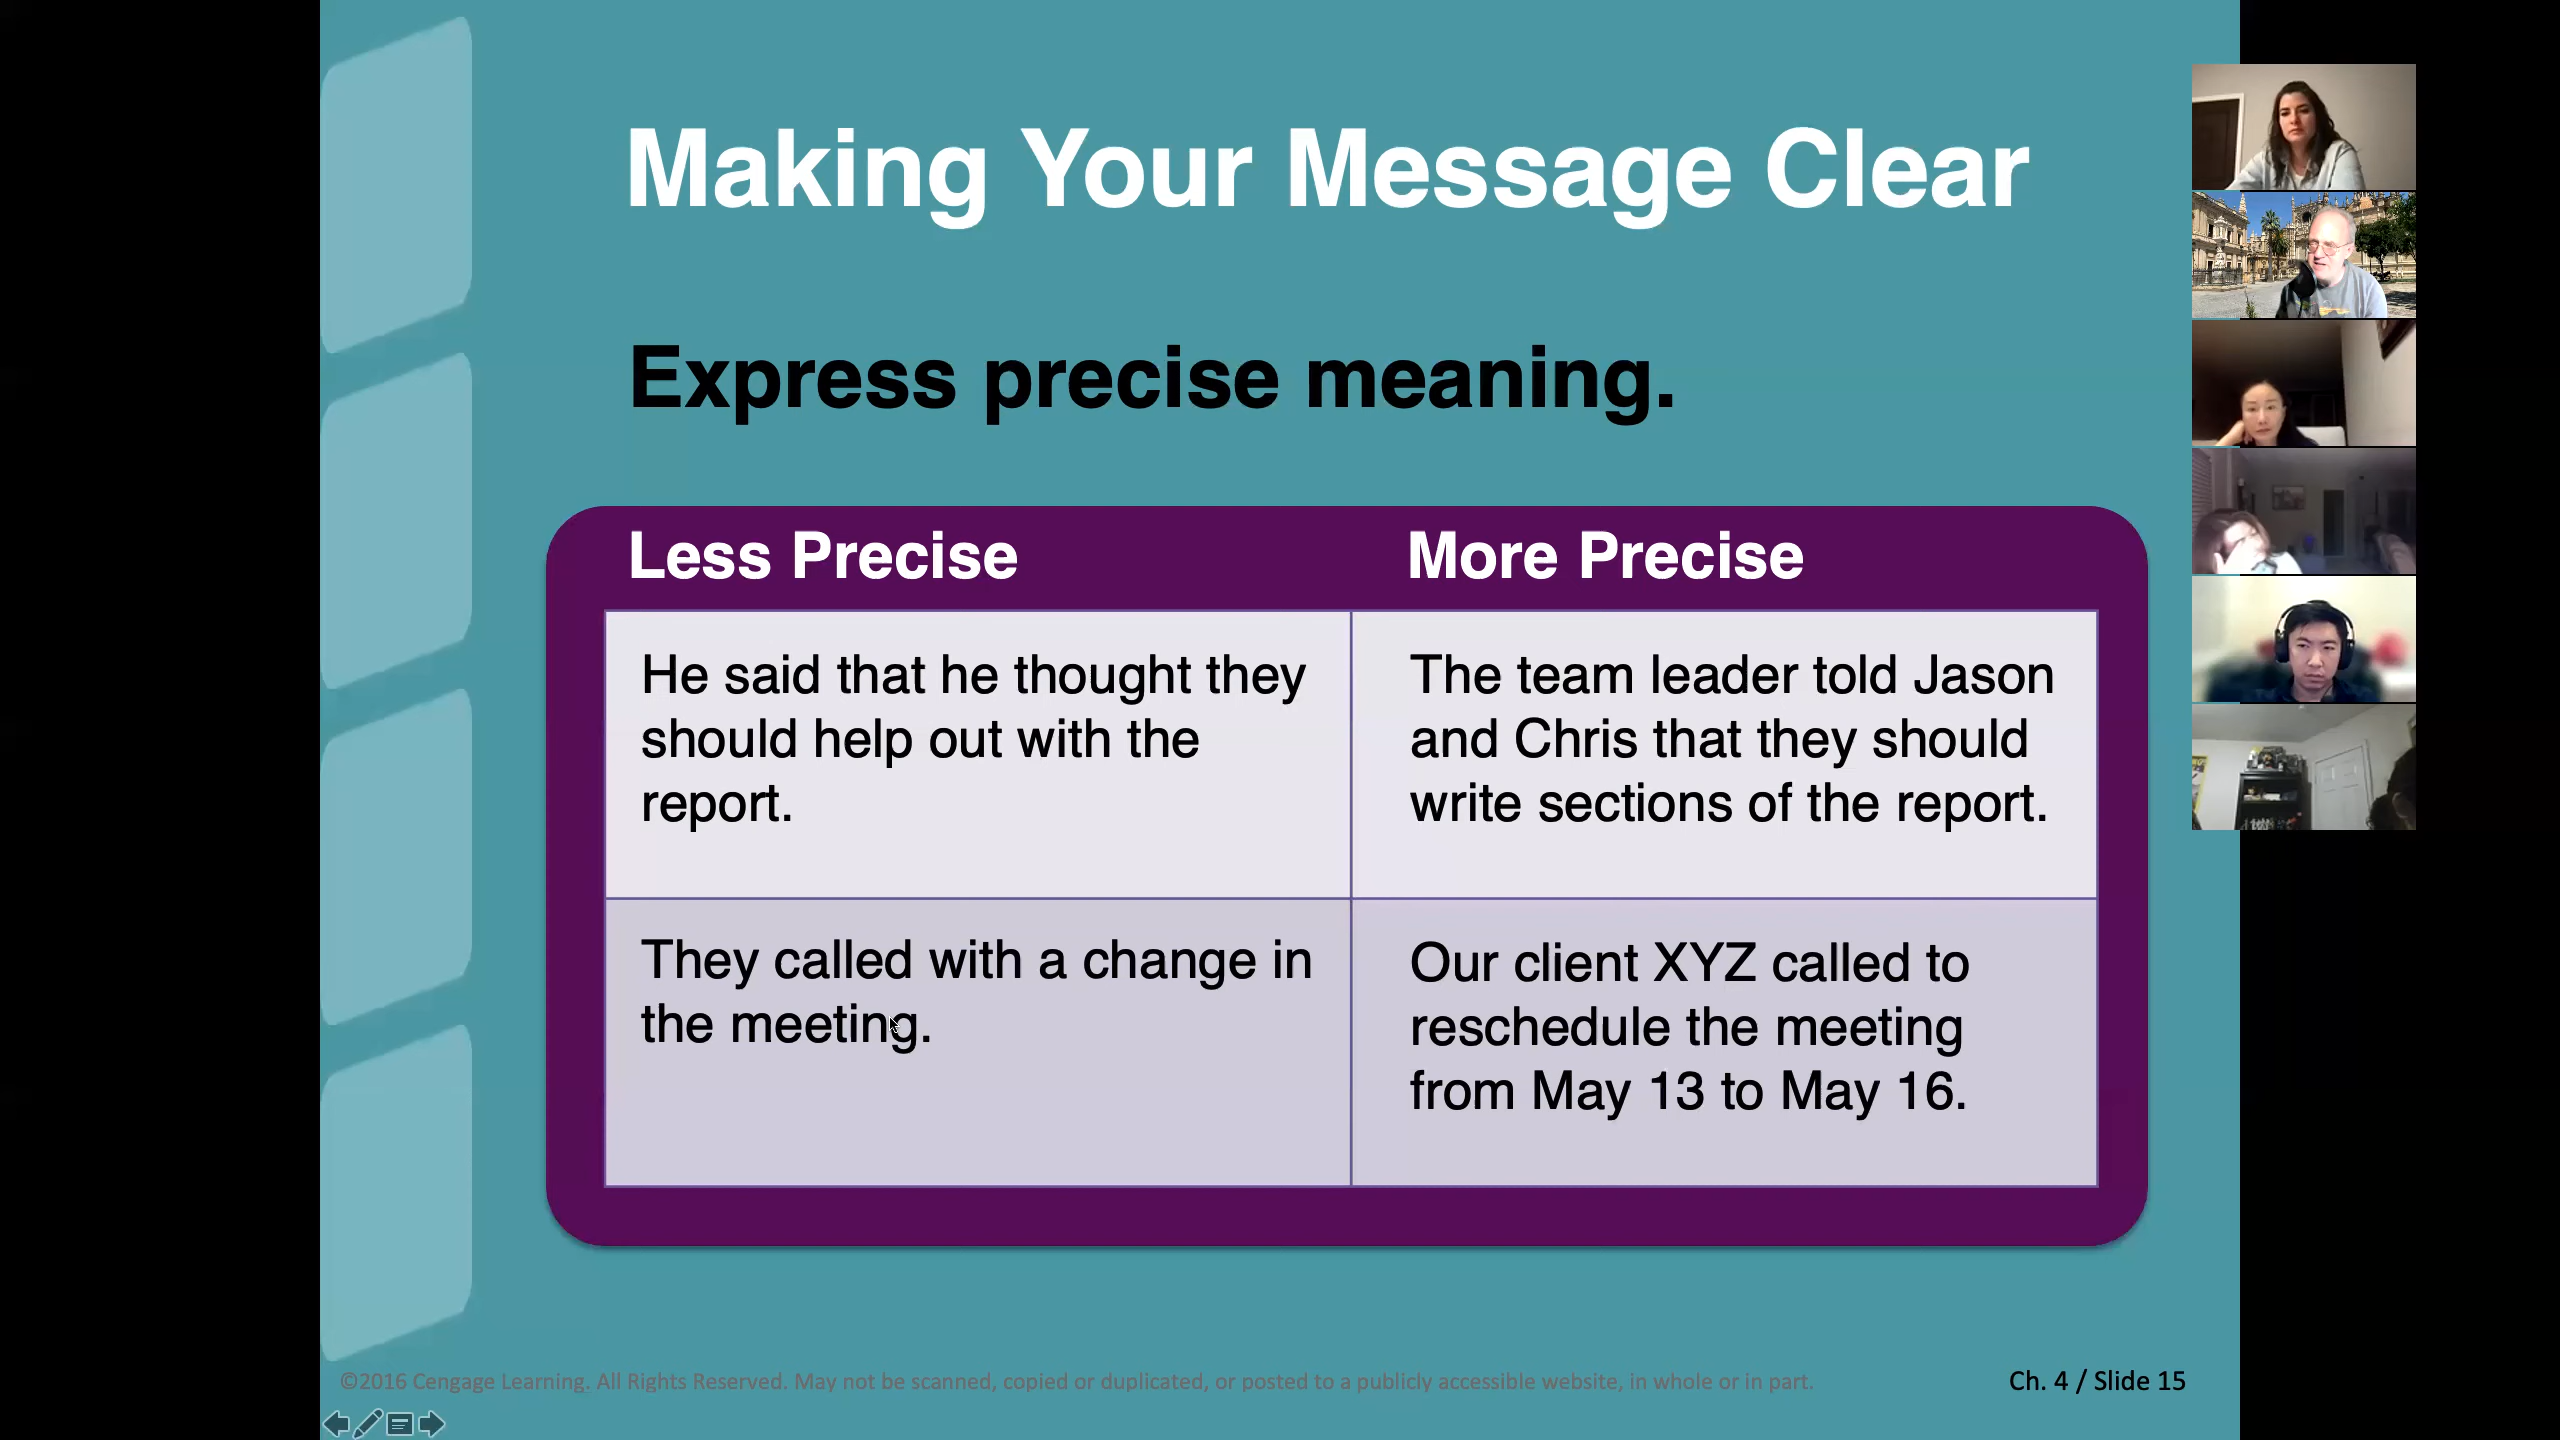 Making Your Message Clear
Express precise meaning.
Less Precise
More Precise
He said that he thought they
should help out with the
report.
The team leader told Jason
and Chris that they should
write sections of the report.
They called with a change in
the meeting.
Our client XYZ called to
reschedule the meeting
from May 13 to May 16.
©2016 Cengage Learning. All Rights Reserved. May not be scanned, copied or duplicated, or posted to a publicly accessible website, in whole or in part.
Ch. 4 / Slide 15